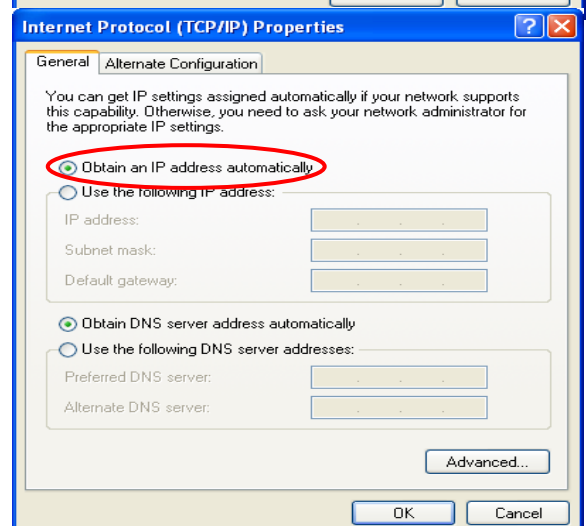 Internet Protocol (TCP/IP) Properties
General Alternate Configuration
You can get IP settings assigned automatically if your network supports
this capability. Otherwise, you need to ask your network administrator for
the appropriate IP settings.
Obtain an IP address automatically
Use the following IP address:
IP address:
Subnet mask:
Default gateway:
Obtain DNS server address automatically
Use the following DNS server addresses:
Preferred DNS server:
Alternate DNS server:
Advanced...
OK Cancel